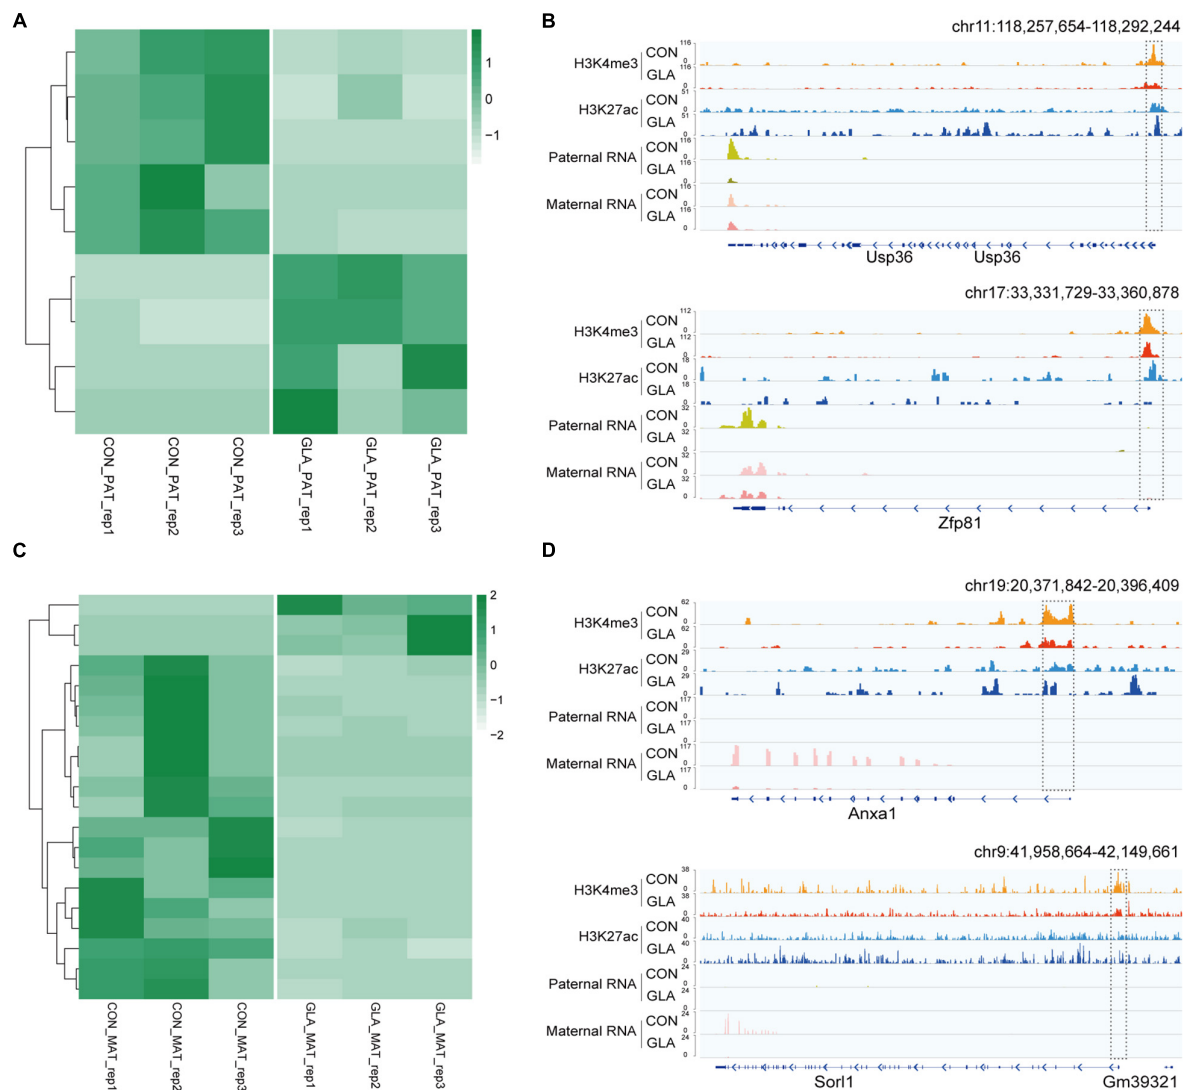 A
1
0
−1
CON_PAT_rep1
CON_PAT_rep2
CON_PAT_rep3
GLA_PAT_rep1
GLA_PAT_rep2
GLA_PAT_rep3
B
chr11:118,257,654-118,292,244
H3K4me3
CON
116
0
GLA
116
0
H3K27ac
CON
51
0
GLA
51
0
Paternal RNA
CON
116
0
GLA
116
0
Maternal RNA
CON
116
0
GLA
116
0
Usp36 Usp36
chr17:33,331,729-33,360,878
H3K4me3
CON
112
0
GLA
112
0
H3K27ac
CON
18
0
GLA
18
0
Paternal RNA
CON
32
0
GLA
32
0
Maternal RNA
CON
32
0
GLA
32
0
Zfp81
C
2
1
0
−1
−2
CON_MAT_rep1
CON_MAT_rep2
CON_MAT_rep3
GLA_MAT_rep1
GLA_MAT_rep2
GLA_MAT_rep3
D
chr19:20,371,842-20,396,409
H3K4me3
CON
62
0
GLA
62
0
H3K27ac
CON
29
0
GLA
29
0
Paternal RNA
CON
117
0
GLA
117
0
Maternal RNA
CON
117
0
GLA
117
0
Anxa1
chr9:41,958,664-42,149,661
H3K4me3
CON
38
0
GLA
38
0
H3K27ac
CON
40
0
GLA
40
0
Paternal RNA
CON
24
0
GLA
24
0
Maternal RNA
CON
24
0
GLA
24
0
Sorl1 Gm39321